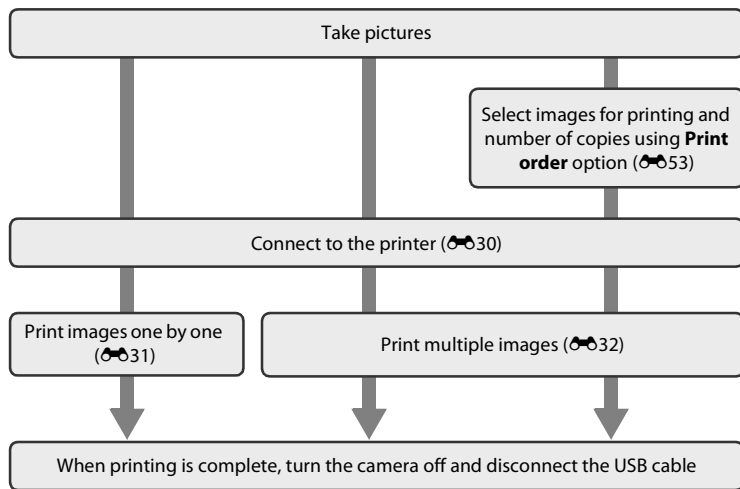 Take pictures
Select images for printing and
number of copies using Print
order option (53)
Connect to the printer (30)
Print images one by one
(31)
Print multiple images (32)
When printing is complete, turn the camera off and disconnect the USB cable